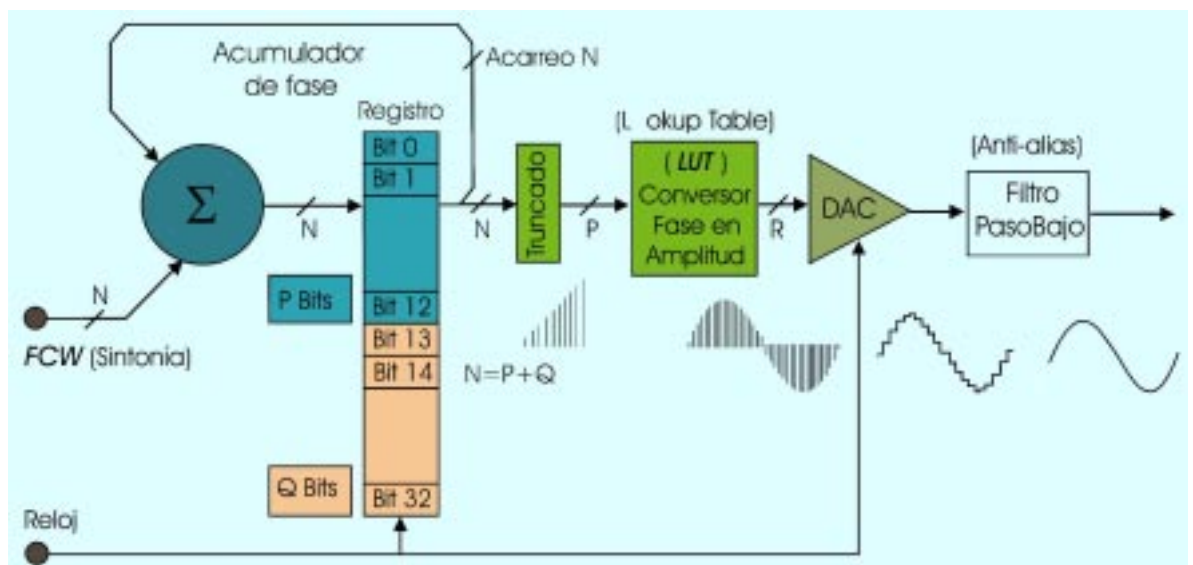 Acumulador
de fase
Acarreo N
Registro
Bit 0
Bit 1
Bit 12
Bit 13
Bit 14
Bit 32
Σ
N
N
FCW (Sintonía)
P Bits
Q Bits
Reloj
N
Truncado
P
N=P+Q
(L okup Table)
( LUT )
Conversor
Fase en
Amplitud
R
DAC
(Anti-alias)
Filtro
PasoBajo